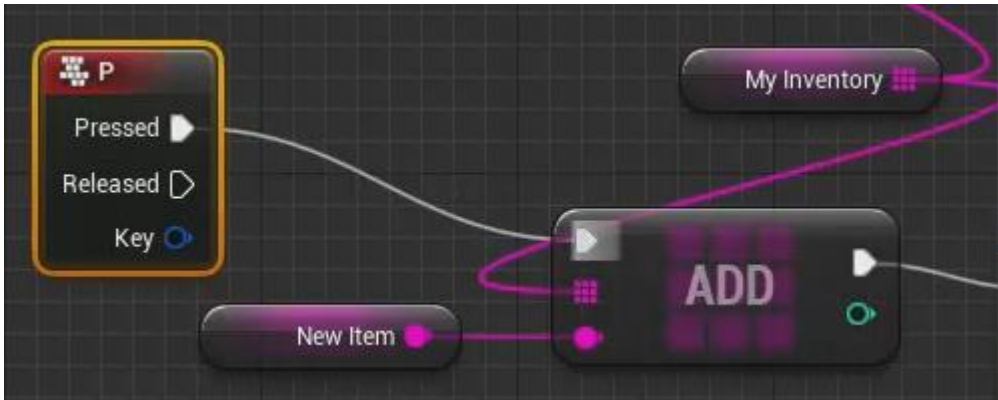 P
Pressed
Released
Key
My Inventory
New Item
ADD